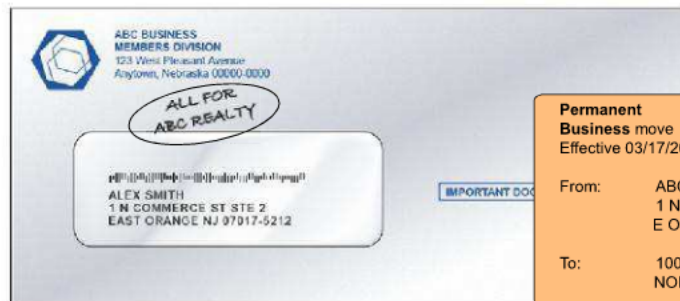 ABC BUSINESS
MEMBERS DIVISION
123 West Pleasant Avenue
Anytown, Nebraska 00000-0000
ALL FOR
ABC REALTY
ALEX SMITH
1 N COMMERCE ST STE 2
EAST ORANGE NJ 07017-5212
IMPORTANT DOC
Permanent
Business move
Effective 03/17/20
From: ABC
1 N
E O
To: 100
NOR